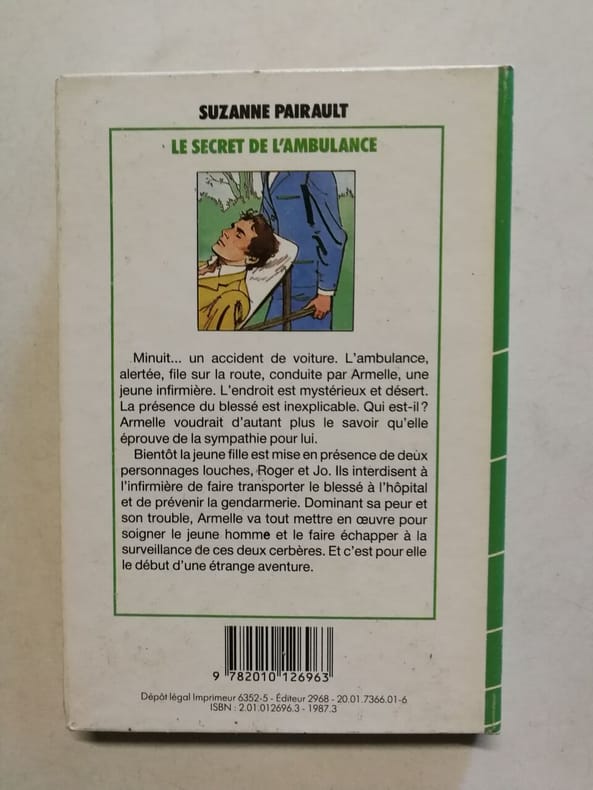 SUZANNE PAIRAULT
LE SECRET DE L'AMBULANCE
Minuit... un accident de voiture. L'ambulance,
alertée, file sur la route, conduite par Armelle, une
jeune infirmière. L'endroit est mystérieux et désert.
La présence du blessé est inexplicable. Qui est-il ?
Armelle voudrait d'autant plus le savoir qu'elle
éprouve de la sympathie pour lui.
Bientôt la jeune fille est mise en présence de deux
personnages louches, Roger et Jo. Ils interdisent à
l'infirmière de faire transporter le blessé à l'hôpital
et de prévenir la gendarmerie. Dominant sa peur et
son trouble, Armelle va tout mettre en œuvre pour
soigner le jeune homme et le faire échapper à la
surveillance de ces deux cerbères. Et c'est pour elle
le début d'une étrange aventure.
9 782010 126963
Dépôt légal Imprimeur 6352-5 - Éditeur 2968 - 20.01.7366.01-6
ISBN : 2.01.012696.3 - 1987.3